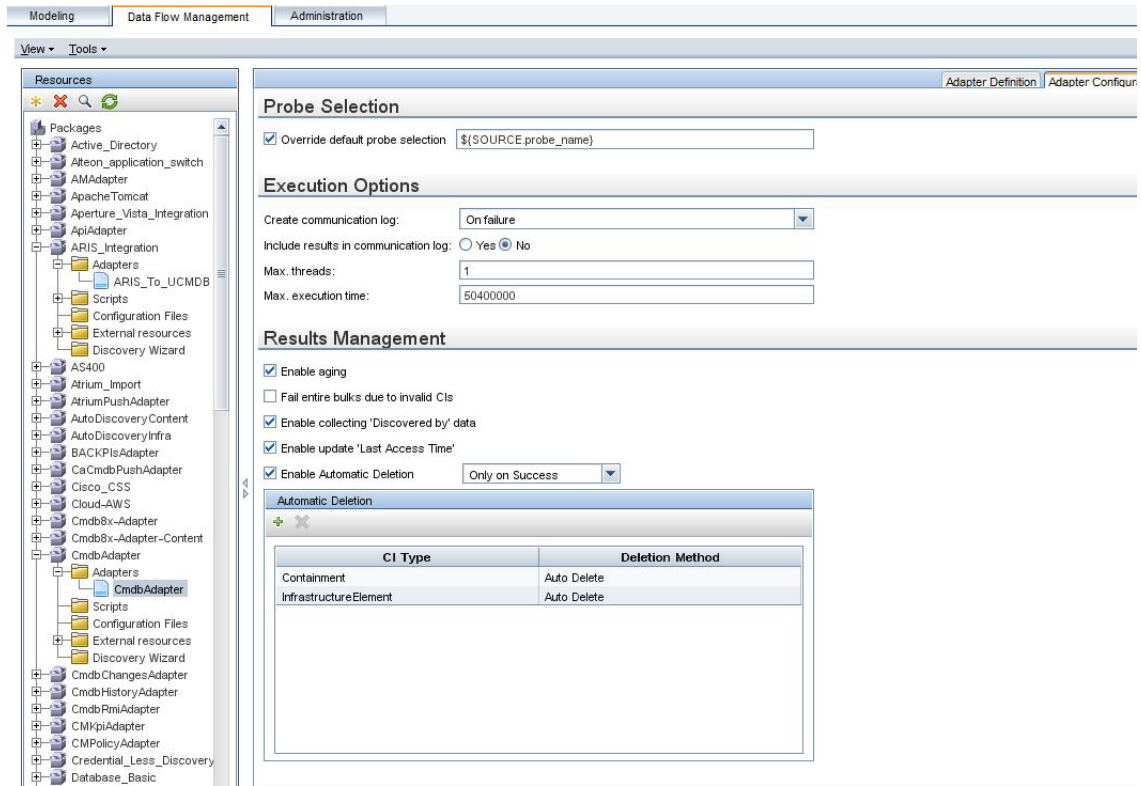 Modeling
Data Flow Management
Administration
View
Tools
Resources
Packages
Active_Directory
Alteon_application_switch
AMAdapter
ApacheTomcat
Aperture_Vista_Integration
ApiAdapter
ARIS_Integration
Adapters
ARIS_To_UCMDB
Scripts
Configuration Files
External resources
Discovery Wizard
AS400
Atrium_Import
AtriumPushAdapter
AutoDiscoveryContent
AutoDiscoveryInfra
BACKPIsAdapter
CaCmdbPushAdapter
Cisco_CSS
Cloud-AWS
Cmdb8x-Adapter
Cmdb8x-Adapter-Content
CmdbAdapter
Adapters
CmdbAdapter
Scripts
Configuration Files
External resources
Discovery Wizard
CmdbChangesAdapter
CmdbHistoryAdapter
CmdbRmiAdapter
CMKpiAdapter
CMPolicyAdapter
Credential_Less_Discovery
Database_Basic
Adapter Definition
Adapter Configur
Probe Selection
Override default probe selection ${SOURCE.probe_name}
Execution Options
Create communication log: On failure
Include results in communication log: Yes No
Max. threads: 1
Max. execution time: 50400000
Results Management
Enable aging
Fail entire bulks due to invalid CIs
Enable collecting 'Discovered by' data
Enable update 'Last Access Time'
Enable Automatic Deletion Only on Success
Automatic Deletion
CI Type Deletion Method
Containment Auto Delete
InfrastructureElement Auto Delete